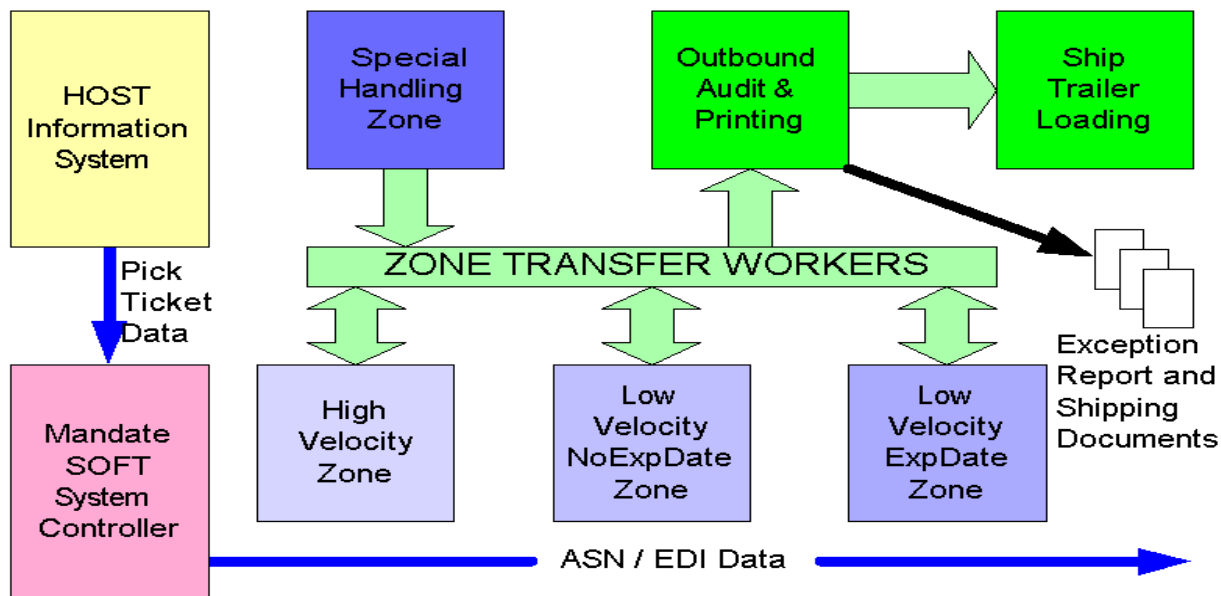 HOST
Information
System
Special
Handling
Zone
Outbound
Audit &
Printing
Ship
Trailer
Loading
Pick
Ticket
Data
ZONE TRANSFER WORKERS
Mandate
SOFT
System
Controller
High
Velocity
Zone
Low
Velocity
NoExpDate
Zone
Low
Velocity
ExpDate
Zone
Exception
Report and
Shipping
Documents
ASN / EDI Data